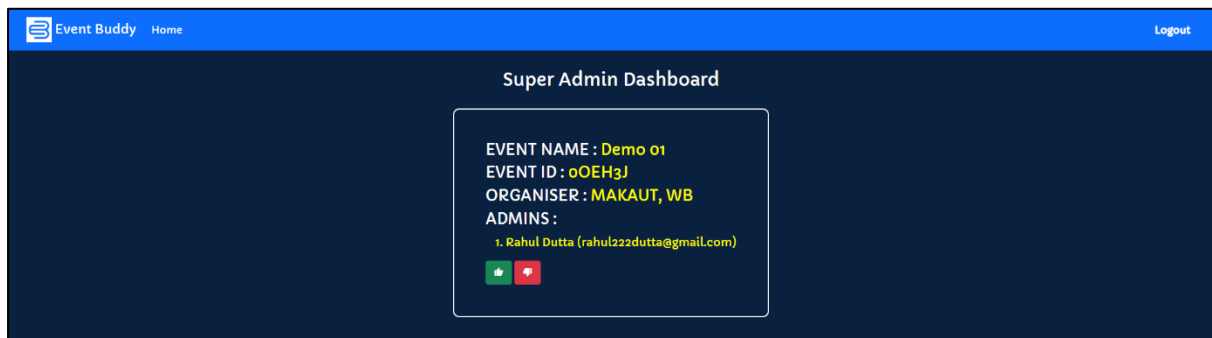 Event Buddy Home Logout
Super Admin Dashboard
EVENT NAME : Demo 01
EVENT ID : 0OEH3J
ORGANISER : MAKAUT, WB
ADMINS :
1. Rahul Dutta (rahul222dutta@gmail.com)